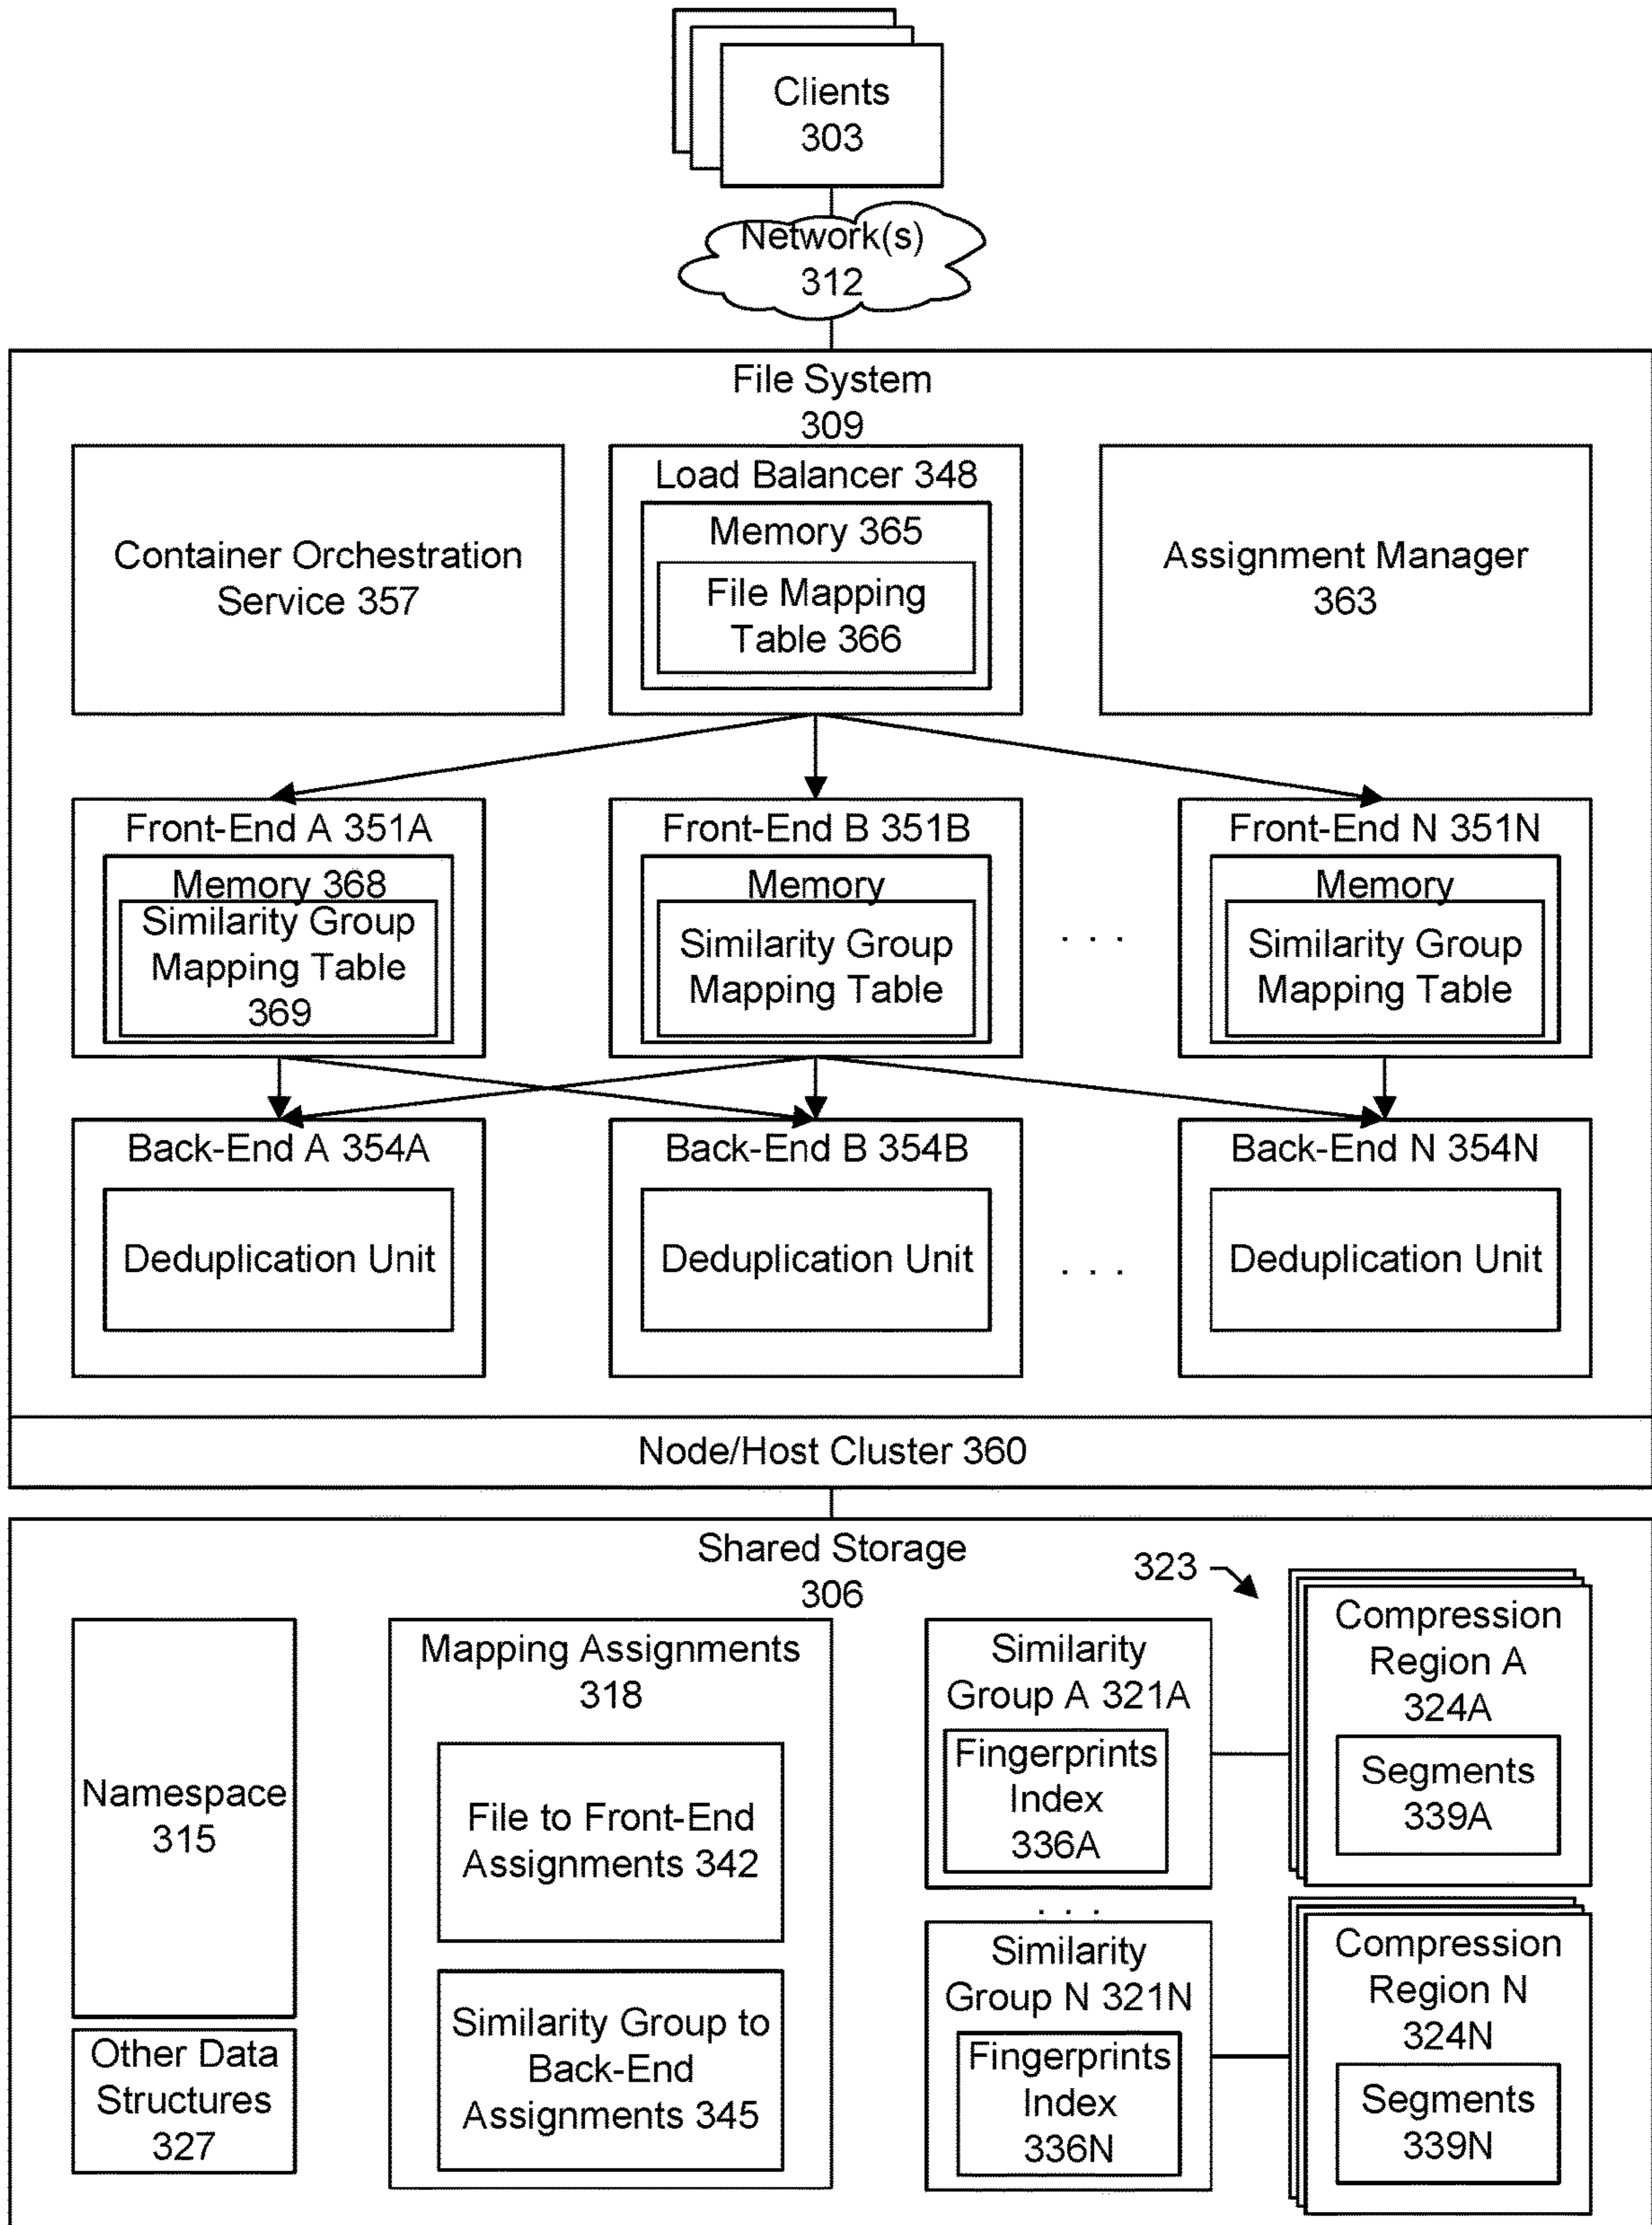 Clients
303
Network(s)
312
File System
309
Container Orchestration
Service 357
Load Balancer 348
Memory 365
File Mapping
Table 366
Assignment Manager
363
Front-End A 351A
Memory 368
Similarity Group
Mapping Table
369
Front-End B 351B
Memory
Similarity Group
Mapping Table
. . .
Front-End N 351N
Memory
Similarity Group
Mapping Table
Back-End A 354A
Deduplication Unit
Back-End B 354B
Deduplication Unit
. . .
Back-End N 354N
Deduplication Unit
Node/Host Cluster 360
Shared Storage
306
Namespace
315
Other Data
Structures
327
Mapping Assignments
318
File to Front-End
Assignments 342
Similarity Group to
Back-End
Assignments 345
Similarity
Group A 321A
Fingerprints
Index
336A
323
Compression
Region A
324A
Segments
339A
. . .
Similarity
Group N 321N
Fingerprints
Index
336N
Compression
Region N
324N
Segments
339N